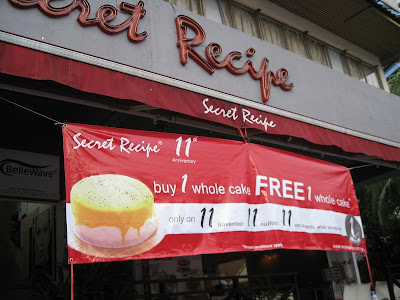 Secret Recipe
Secret Recipe
BelleWave
Secret Recipe® 11th
Anniversary
buy 1 whole cake FREE 1 whole cake*
only on 11 November 11